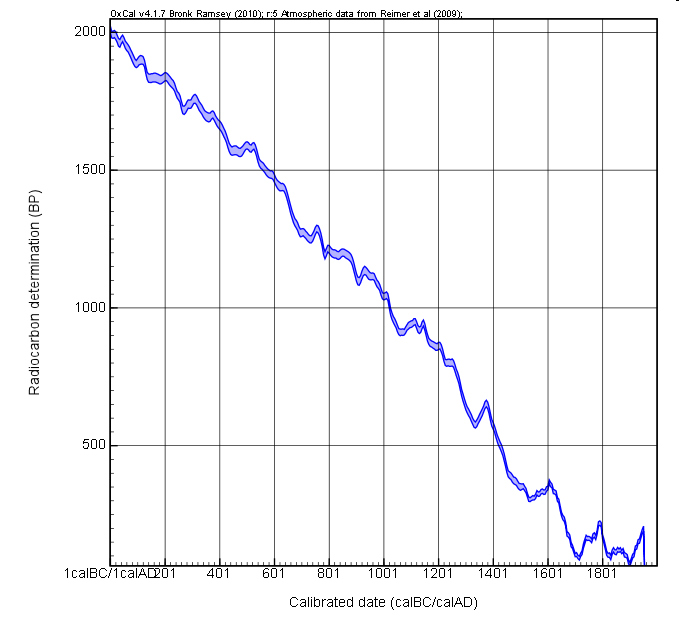 OxCal v4.1.7 Bronk Ramsey (2010); r:5 Atmospheric data from Reimer et al (2009);
2000
1500
1000
500
Radiocarbon determination (BP)
1calBC/1calAD 201 401 601 801 1001 1201 1401 1601 1801
Calibrated date (calBC/calAD)